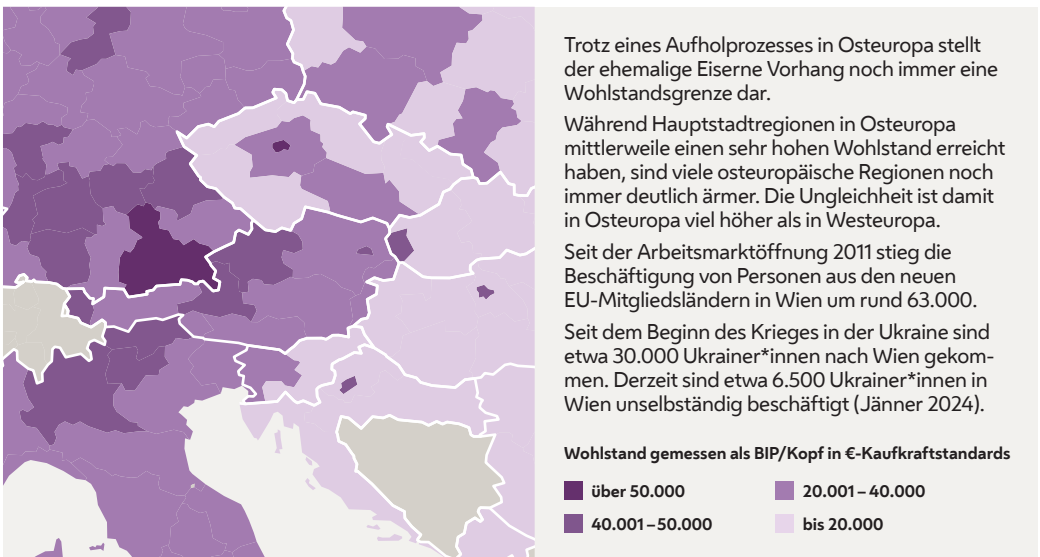 Trotz eines Aufholprozesses in Osteuropa stellt
der ehemalige Eiserne Vorhang noch immer eine
Wohlstandsgrenze dar.
Während Hauptstadtregionen in Osteuropa
mittlerweile einen sehr hohen Wohlstand erreicht
haben, sind viele osteuropäische Regionen noch
immer deutlich ärmer. Die Ungleichheit ist damit
in Osteuropa viel höher als in Westeuropa.
Seit der Arbeitsmarktöffnung 2011 stieg die
Beschäftigung von Personen aus den neuen
EU-Mitgliedsländern in Wien um rund 63.000.
Seit dem Beginn des Krieges in der Ukraine sind
etwa 30.000 Ukrainer*innen nach Wien gekom-
men. Derzeit sind etwa 6.500 Ukrainer*innen in
Wien unselbständig beschäftigt (Jänner 2024).
Wohlstand gemessen als BIP/Kopf in €-Kaufkraftstandards
über 50.000
40.001–50.000
20.001–40.000
bis 20.000